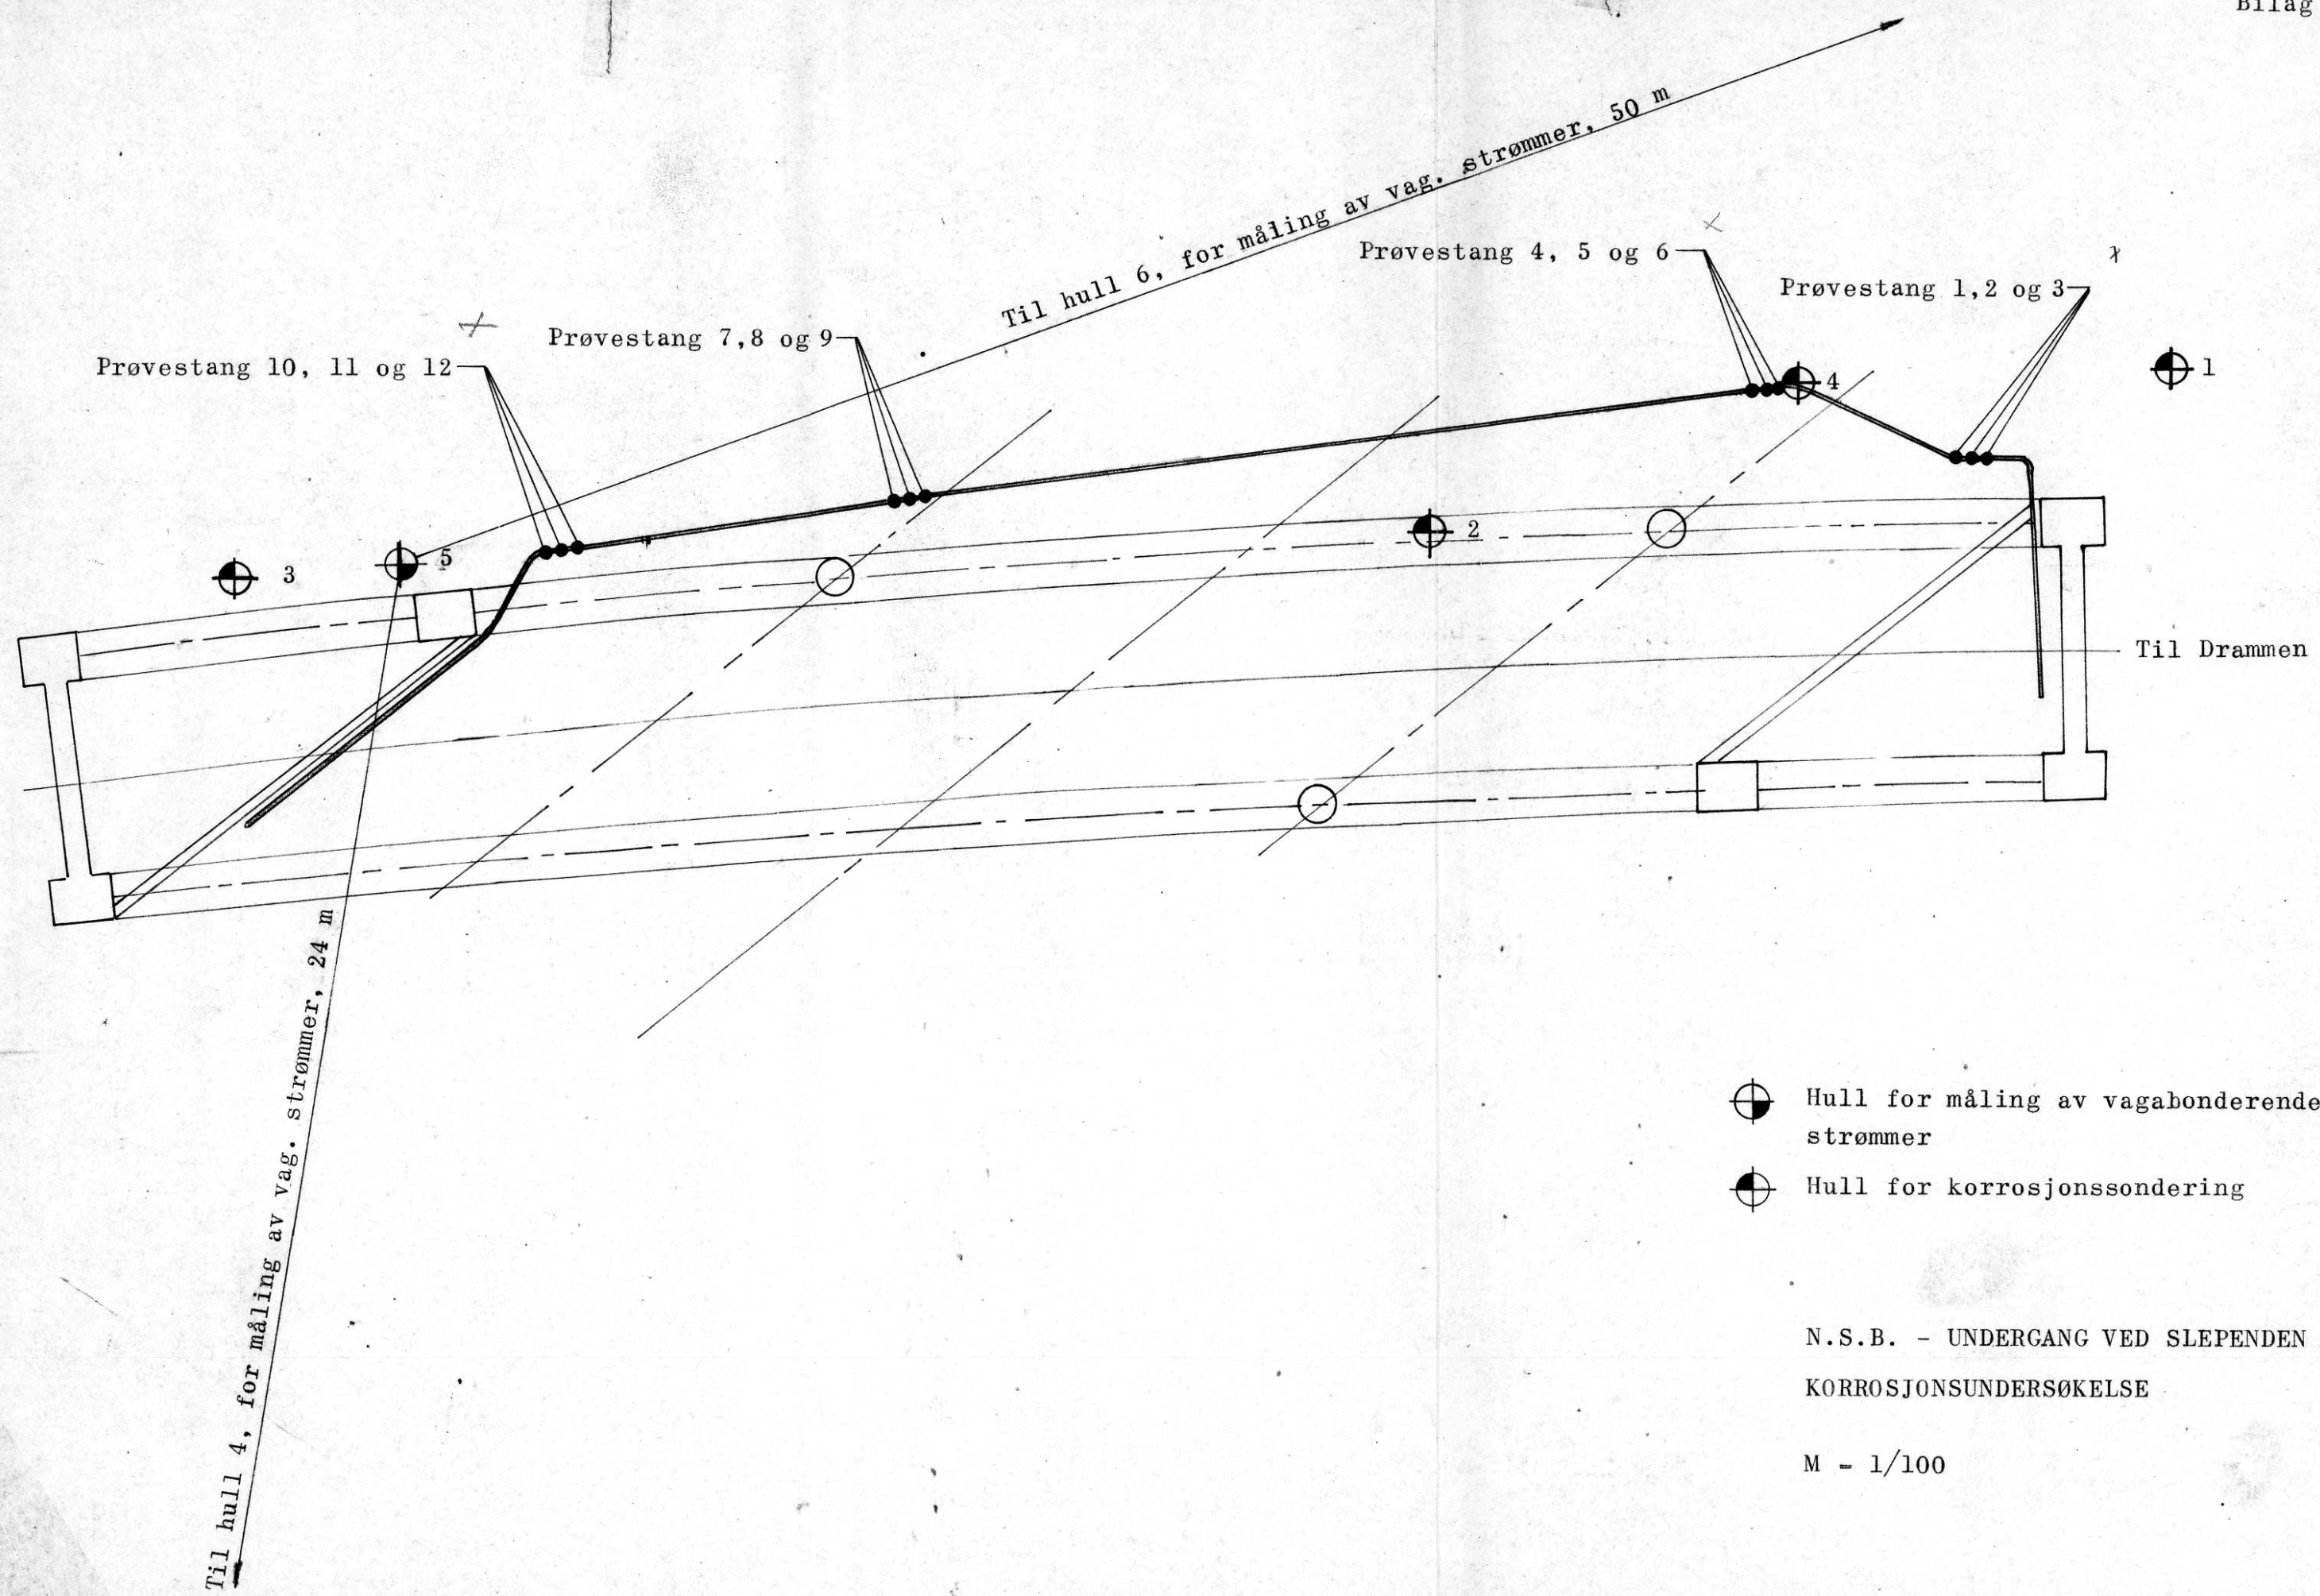 Bilag
Til hull 6, for måling av vag. strømmer, 50 m
Prøvestang 4, 5 og 6
Prøvestang 1,2 og 3
Prøvestang 7,8 og 9
Prøvestang 10, 11 og 12
1
4
2
5
3
Til Drammen
Til hull 4, for måling av vag. strømmer, 24 m
Hull for måling av vagabonderende
strømmer
Hull for korrosjonssondering
N.S.B. - UNDERGANG VED SLEPENDEN
KORROSJONSUNDERSØKELSE
M = 1/100